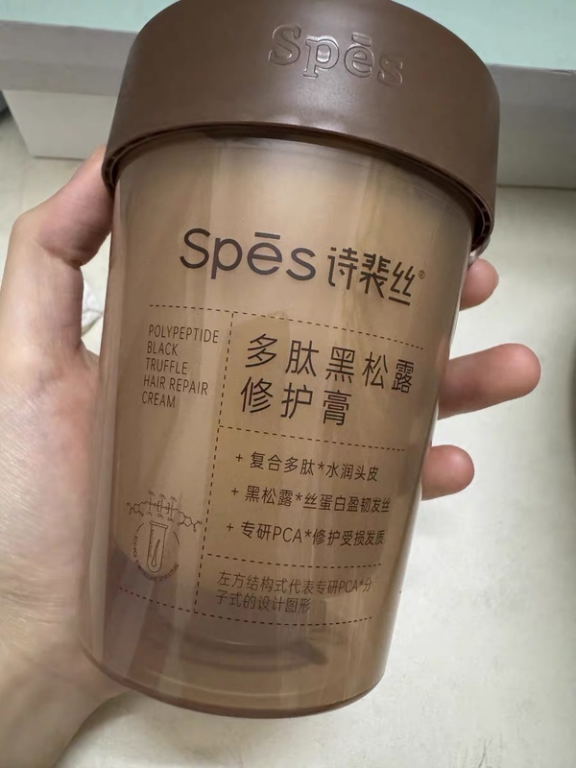 Spēs
Spēs 诗裴丝®
POLYPEPTIDE
BLACK
TRUFFLE
HAIR REPAIR
CREAM
多肽黑松露
修护膏
+ 复合多肽*水润头皮
+ 黑松露*丝蛋白盈韧发丝
+ 专研PCA*修护受损发质
左方结构式代表专研PCA*分
子式的设计图形